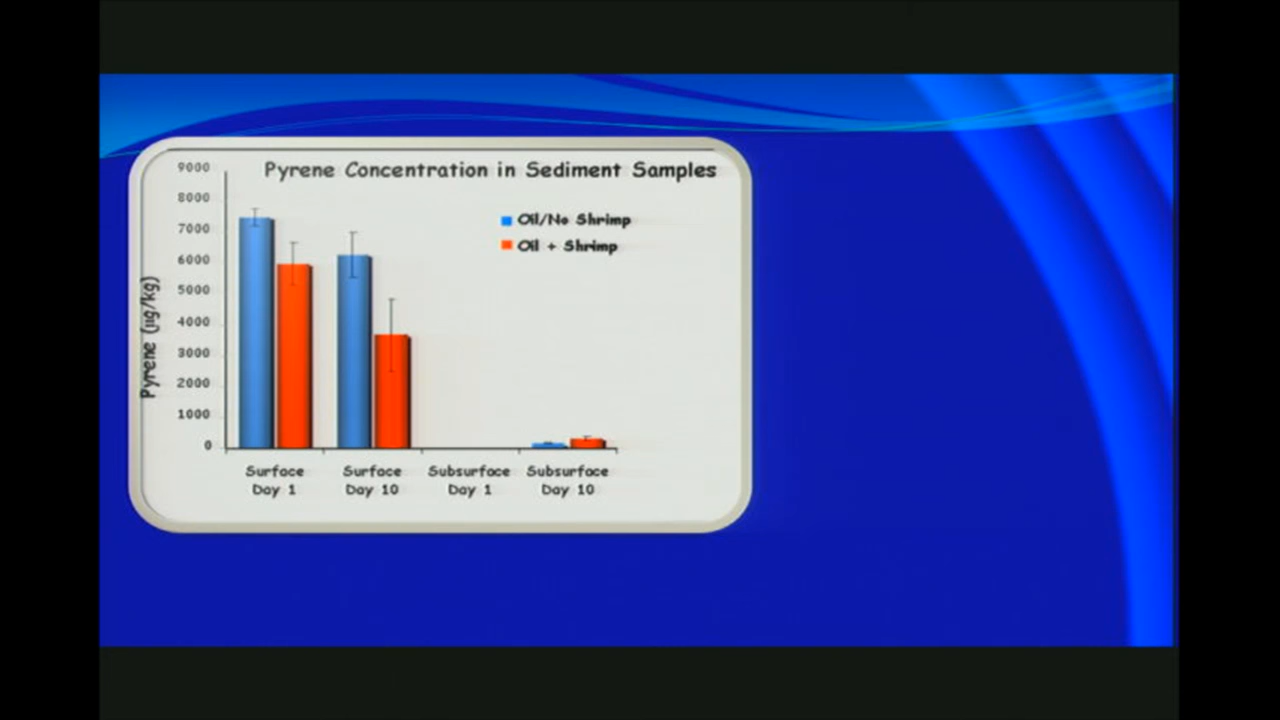 Pyrene Concentration in Sediment Samples
9000
8000
7000
6000
5000
4000
3000
2000
1000
0
Pyrene (µg/kg)
Oil/No Shrimp
Oil + Shrimp
Surface Day 1
Surface Day 10
Subsurface Day 1
Subsurface Day 10